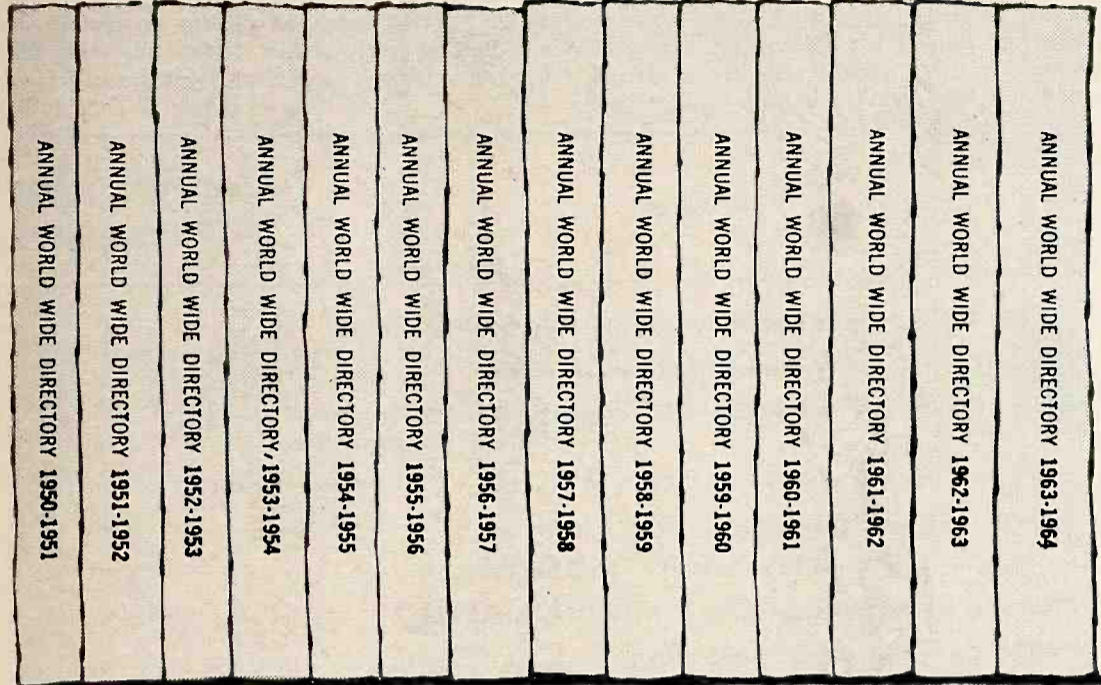 ANNUAL WORLD WIDE DIRECTORY 1950-1951
ANNUAL WORLD WIDE DIRECTORY 1951-1952
ANNUAL WORLD WIDE DIRECTORY 1952-1953
ANNUAL WORLD WIDE DIRECTORY 1953-1954
ANNUAL WORLD WIDE DIRECTORY 1954-1955
ANNUAL WORLD WIDE DIRECTORY 1955-1956
ANNUAL WORLD WIDE DIRECTORY 1956-1957
ANNUAL WORLD WIDE DIRECTORY 1957-1958
ANNUAL WORLD WIDE DIRECTORY 1958-1959
ANNUAL WORLD WIDE DIRECTORY 1959-1960
ANNUAL WORLD WIDE DIRECTORY 1960-1961
ANNUAL WORLD WIDE DIRECTORY 1961-1962
ANNUAL WORLD WIDE DIRECTORY 1962-1963
ANNUAL WORLD WIDE DIRECTORY 1963-1964